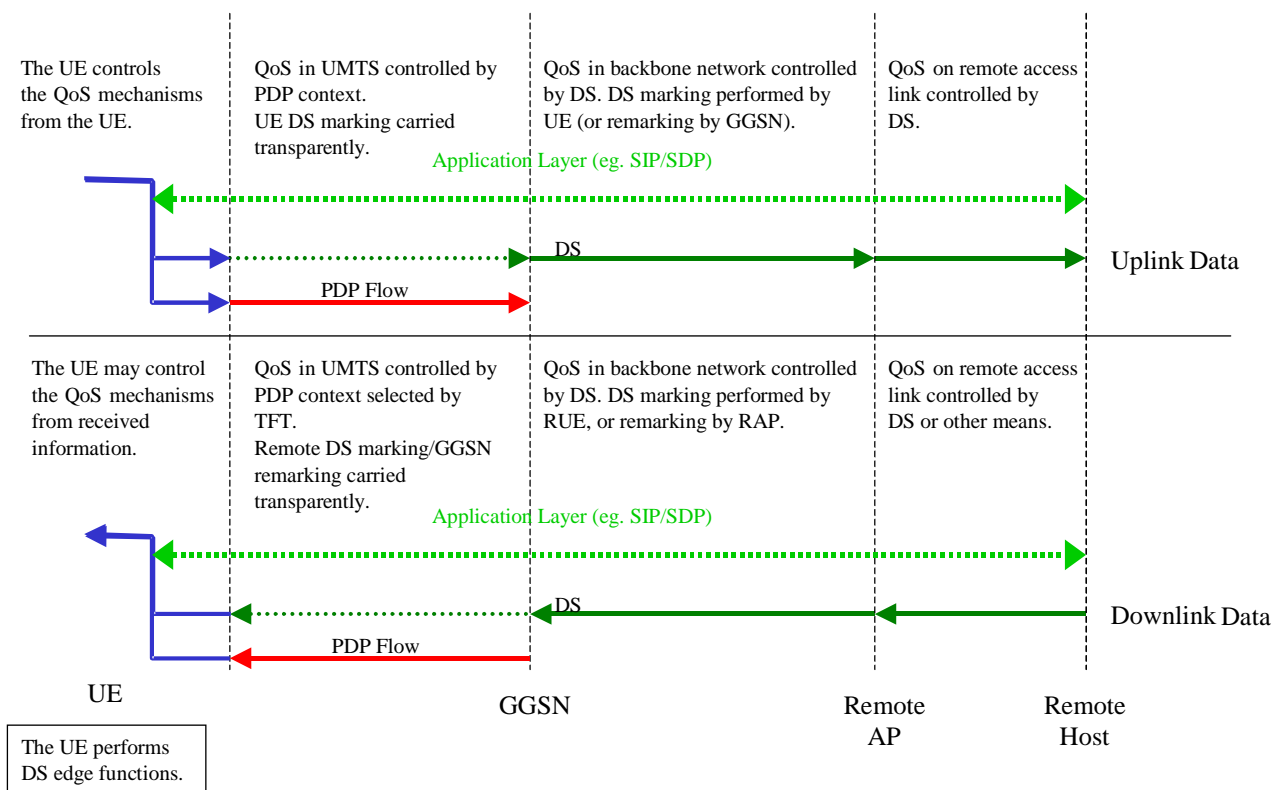 The UE controls
the QoS mechanisms
from the UE.
QoS in UMTS controlled by
PDP context.
UE DS marking carried
transparently.
QoS in backbone network controlled
by DS. DS marking performed by
UE (or remarking by GGSN).
QoS on remote access
link controlled by
DS.
Application Layer (eg. SIP/SDP)
DS
Uplink Data
PDP Flow
The UE may control
the QoS mechanisms
from received
information.
QoS in UMTS controlled by
PDP context selected by
TFT.
Remote DS marking/GGSN
remarking carried
transparently.
QoS in backbone network controlled
by DS. DS marking performed by
RUE, or remarking by RAP.
QoS on remote access
link controlled by
DS or other means.
Application Layer (eg. SIP/SDP)
DS
Downlink Data
PDP Flow
UE
GGSN
Remote
AP
Remote
Host
The UE performs
DS edge functions.